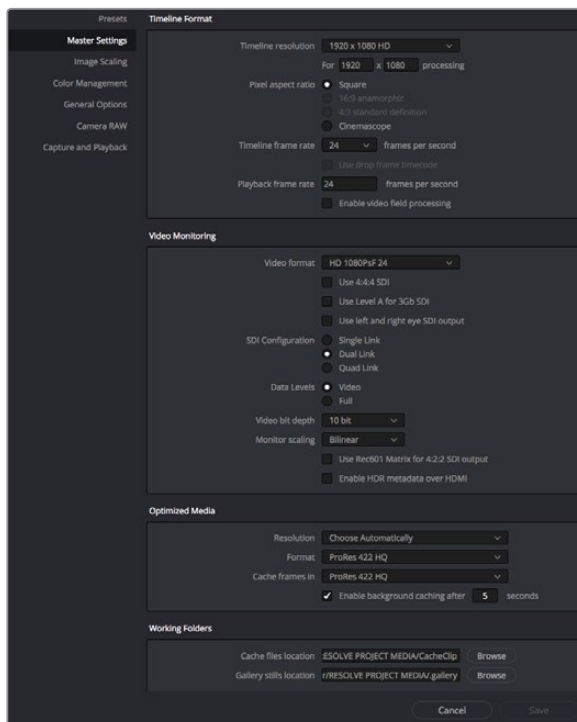 Presets
Master Settings
Image Scaling
Color Management
General Options
Camera RAW
Capture and Playback
Timeline Format
Timeline resolution 1920 x 1080 HD
For 1920 x 1080 processing
Pixel aspect ratio Square
16:9 anamorphic
4:3 standard definition
Cinemascope
Timeline frame rate 24 frames per second
Use drop frame timecode
Playback frame rate 24 frames per second
Enable video field processing
Video Monitoring
Video format HD 1080PsF 24
Use 4:4:4 SDI
Use Level A for 3Gb SDI
Use left and right eye SDI output
SDI Configuration Single Link
Dual Link
Quad Link
Data Levels Video
Full
Video bit depth 10 bit
Monitor scaling Bilinear
Use Rec601 Matrix for 4:2:2 SDI output
Enable HDR metadata over HDMI
Optimized Media
Resolution Choose Automatically
Format ProRes 422 HQ
Cache frames in ProRes 422 HQ
Enable background caching after 5 seconds
Working Folders
Cache files location ESOLVE PROJECT MEDIA/CacheClip Browse
Gallery stills location r/RESOLVE PROJECT MEDIA/.gallery Browse
Cancel Save